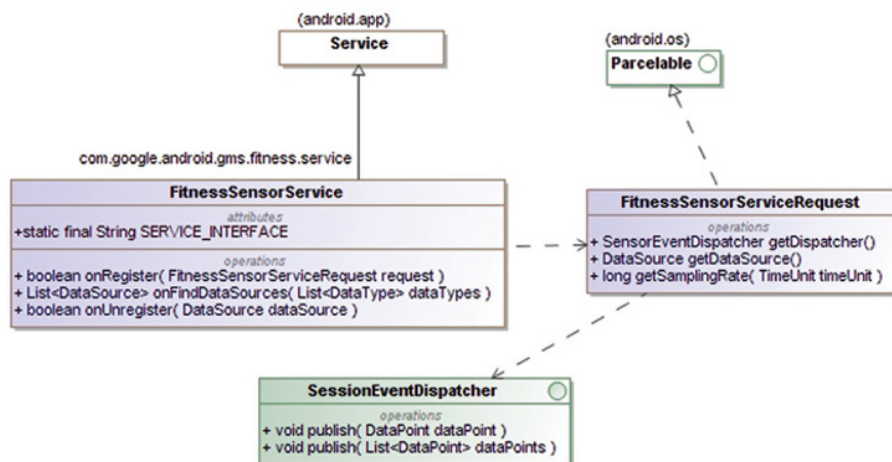 (android.app)
Service
(android.os)
Parcelable
com.google.android.gms.fitness.service
FitnessSensorService
attributes
+static final String SERVICE_INTERFACE
operations
+ boolean onRegister( FitnessSensorServiceRequest request )
+ List<DataSource> onFindDataSources( List<DataType> dataTypes )
+ boolean onUnregister( DataSource dataSource )
FitnessSensorServiceRequest
operations
+ SensorEventDispatcher getDispatcher()
+ DataSource getDataSource()
+ long getSamplingRate( TimeUnit timeUnit )
SessionEventDispatcher
operations
+ void publish( DataPoint dataPoint )
+ void publish( List<DataPoint> dataPoints )